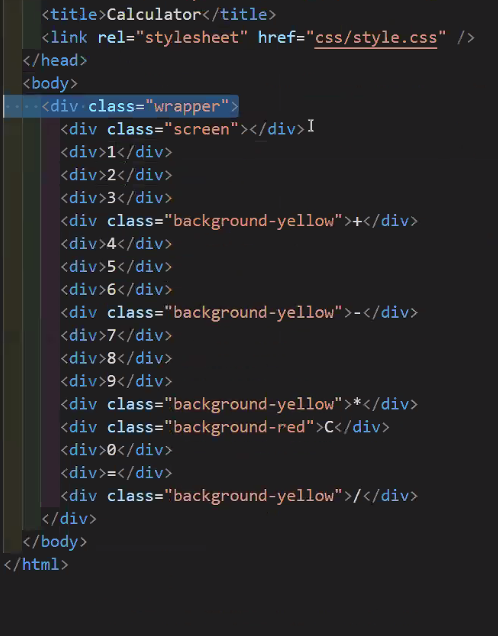 <title>Calculator</title>
<link rel="stylesheet" href="css/style.css" />
</head>
<body>
<div class="wrapper">
<div class="screen"></div>
<div>1</div>
<div>2</div>
<div>3</div>
<div class="background-yellow">+</div>
<div>4</div>
<div>5</div>
<div>6</div>
<div class="background-yellow">-</div>
<div>7</div>
<div>8</div>
<div>9</div>
<div class="background-yellow">*</div>
<div class="background-red">C</div>
<div>0</div>
<div>=</div>
<div class="background-yellow">/</div>
</div>
</body>
</html>